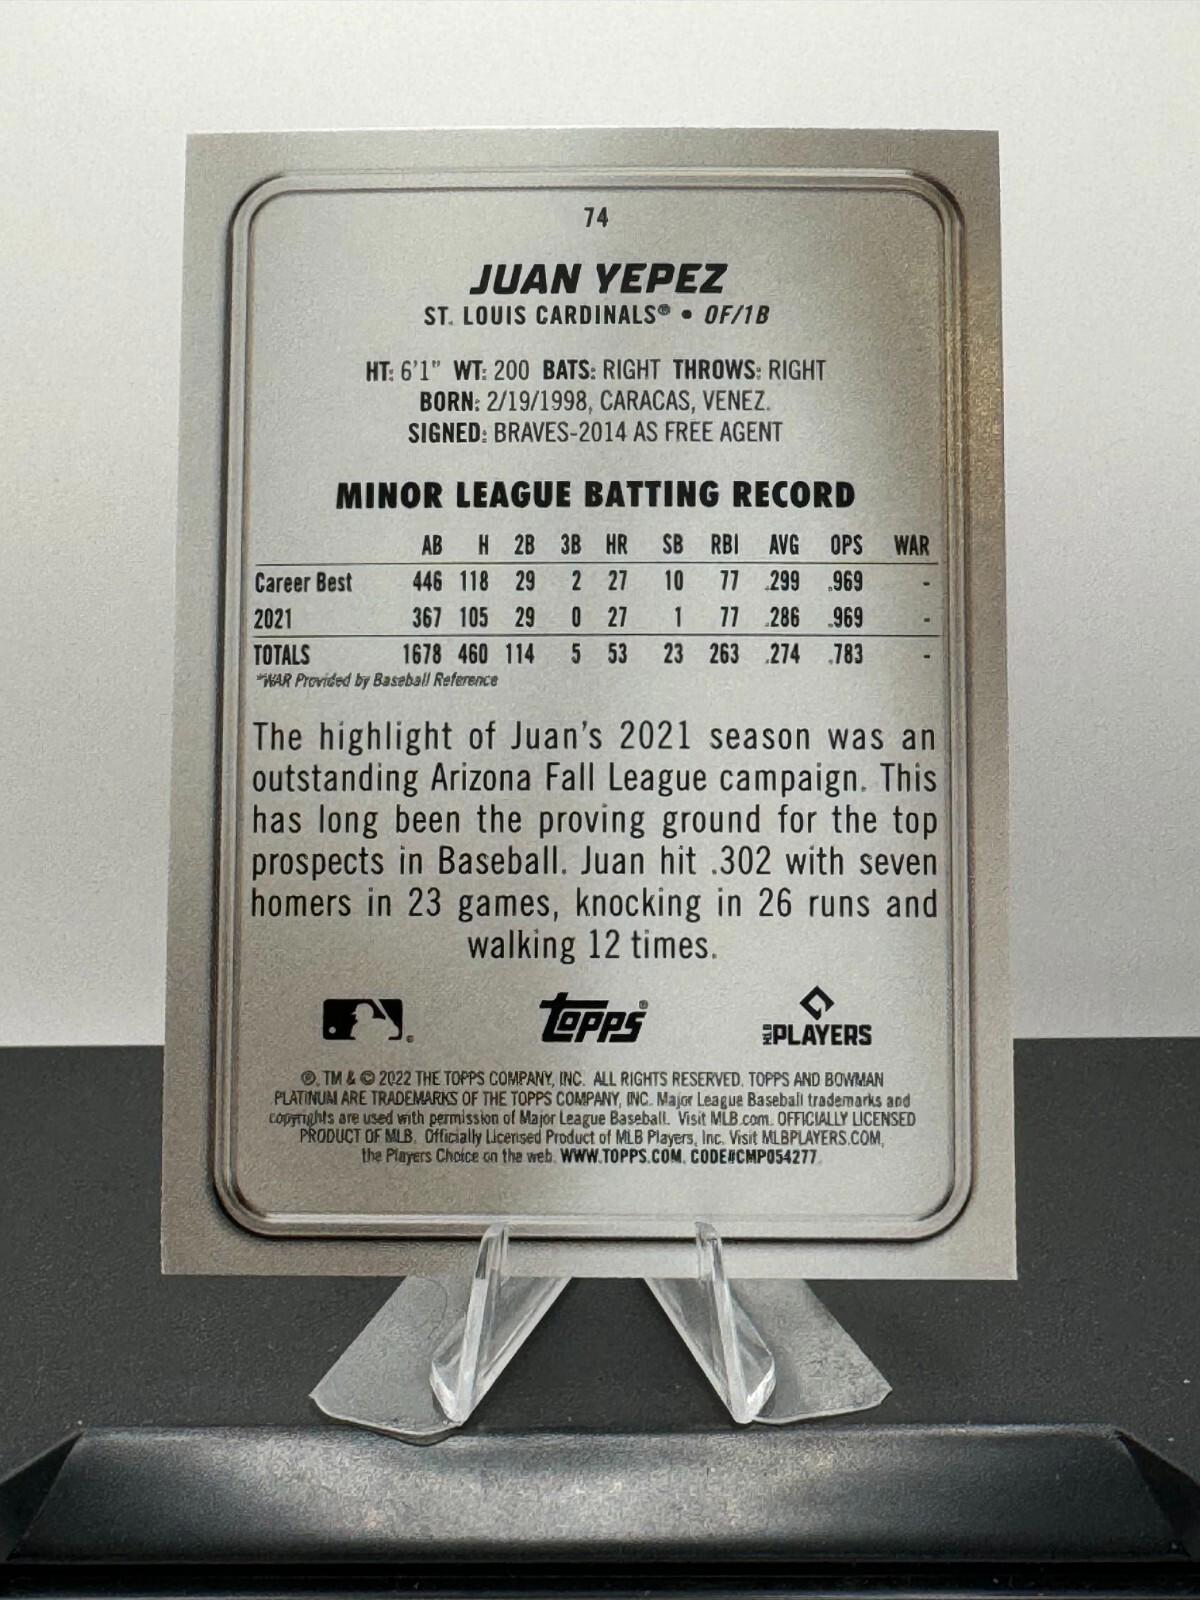 74
JUAN YEPEZ
ST. LOUIS CARDINALS® • OF/1B
HT: 6'1" WT: 200 BATS: RIGHT THROWS: RIGHT
BORN: 2/19/1998, CARACAS, VENEZ.
SIGNED: BRAVES-2014 AS FREE AGENT
MINOR LEAGUE BATTING RECORD
AB H 2B 3B HR SB RBI AVG OPS WAR
Career Best 446 118 29 2 27 10 77 .299 .969 -
2021 367 105 29 0 27 1 77 .286 .969 -
TOTALS 1678 460 114 5 53 23 263 .274 .783 -
*WAR Provided by Baseball Reference
The highlight of Juan's 2021 season was an
outstanding Arizona Fall League campaign. This
has long been the proving ground for the top
prospects in Baseball. Juan hit .302 with seven
homers in 23 games, knocking in 26 runs and
walking 12 times.
topps® MLB PLAYERS
®, TM & © 2022 THE TOPPS COMPANY, INC. ALL RIGHTS RESERVED. TOPPS AND BOWMAN
PLATINUM ARE TRADEMARKS OF THE TOPPS COMPANY, INC. Major League Baseball trademarks and
copyrights are used with permission of Major League Baseball. Visit MLB.com. OFFICIALLY LICENSED
PRODUCT OF MLB. Officially Licensed Product of MLB Players, Inc. Visit MLBPLAYERS.COM,
the Players Choice on the web. WWW.TOPPS.COM. CODE#CMP054277